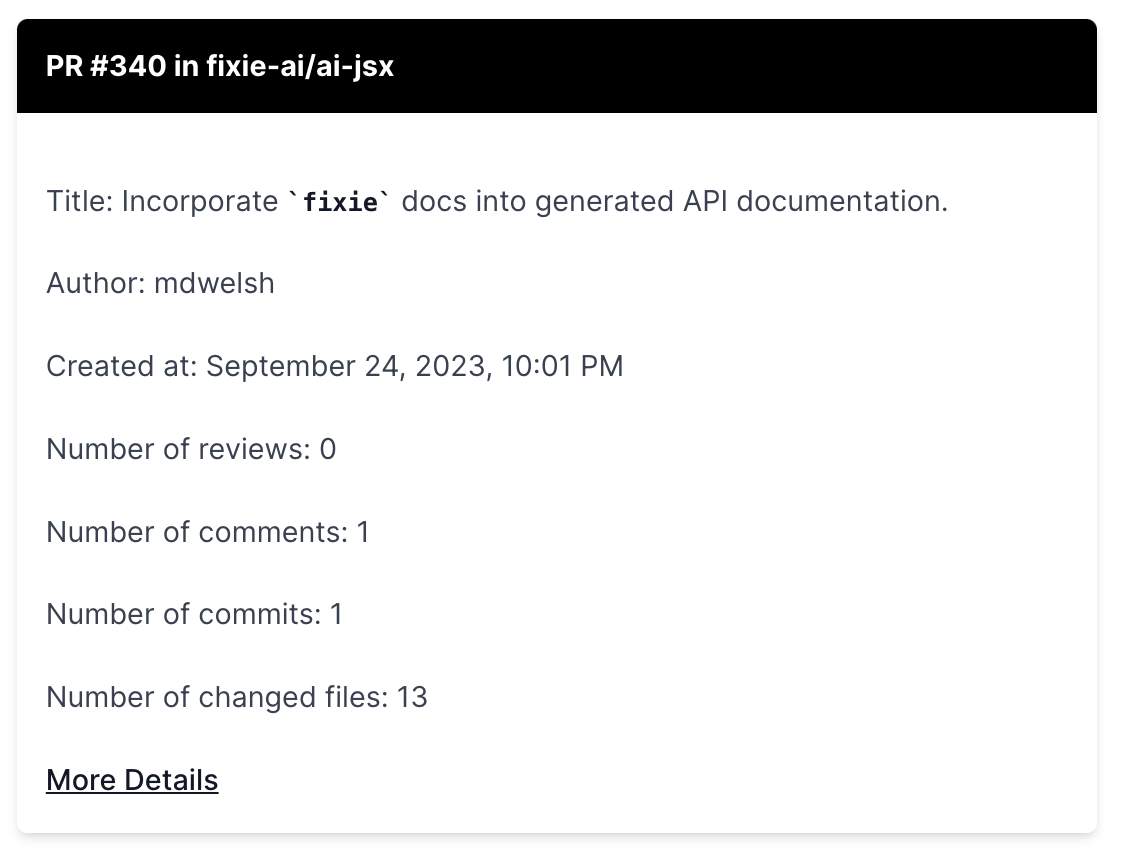 PR #340 in fixie-ai/ai-jsx
Title: Incorporate `fixie` docs into generated API documentation.
Author: mdwelsh
Created at: September 24, 2023, 10:01 PM
Number of reviews: 0
Number of comments: 1
Number of commits: 1
Number of changed files: 13
More Details